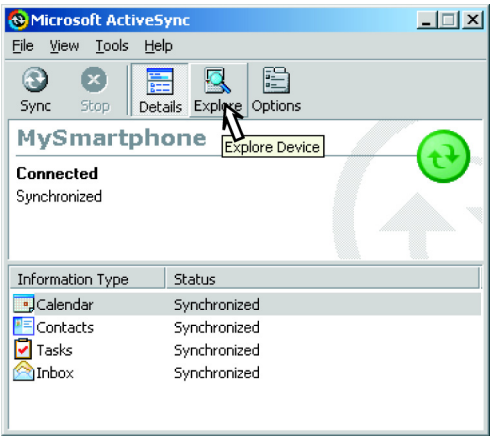 Microsoft ActiveSync
File View Tools Help
Sync Stop Details Explore Options
MySmartphone
Explore Device
Connected
Synchronized
Information Type Status
Calendar Synchronized
Contacts Synchronized
Tasks Synchronized
Inbox Synchronized